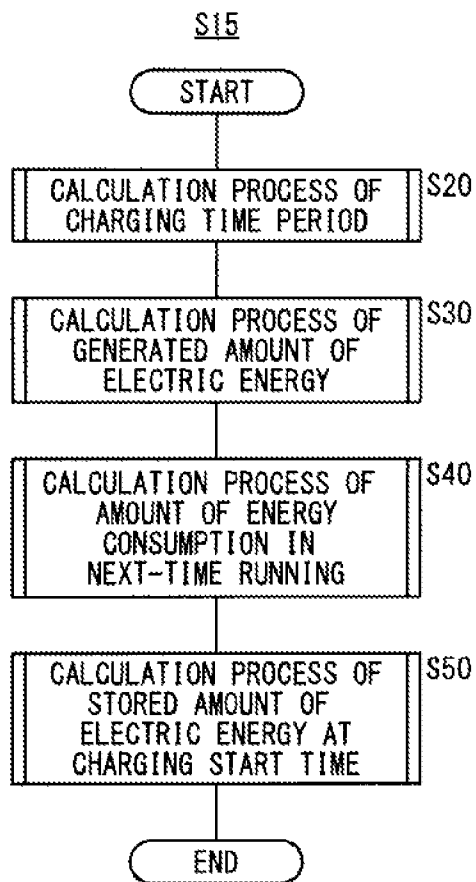 S15
START
CALCULATION PROCESS OF
CHARGING TIME PERIOD
S20
CALCULATION PROCESS OF
GENERATED AMOUNT OF
ELECTRIC ENERGY
S30
CALCULATION PROCESS OF
AMOUNT OF ENERGY
CONSUMPTION IN
NEXT-TIME RUNNING
S40
CALCULATION PROCESS OF
STORED AMOUNT OF
ELECTRIC ENERGY AT
CHARGING START TIME
S50
END